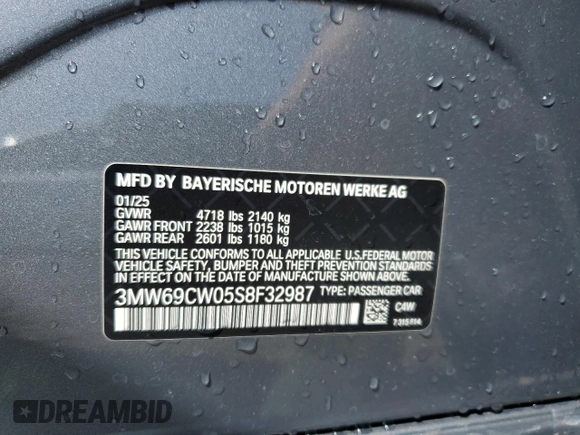 MFD BY BAYERISCHE MOTOREN WERKE AG
01/25
GVWR 4718 lbs 2140 kg
GAWR FRONT 2238 lbs 1015 kg
GAWR REAR 2601 lbs 1180 kg
THIS VEHICLE CONFORMS TO ALL APPLICABLE U.S.FEDERAL MOTOR
VEHICLE SAFETY, BUMPER, AND THEFT PREVENTION STANDARDS
IN EFFECT ON THE DATE OF MANUFACTURE SHOWN ABOVE.
3MW69CW05S8F32987 TYPE: PASSENGER CAR
C4W
7315114
DREAMBID